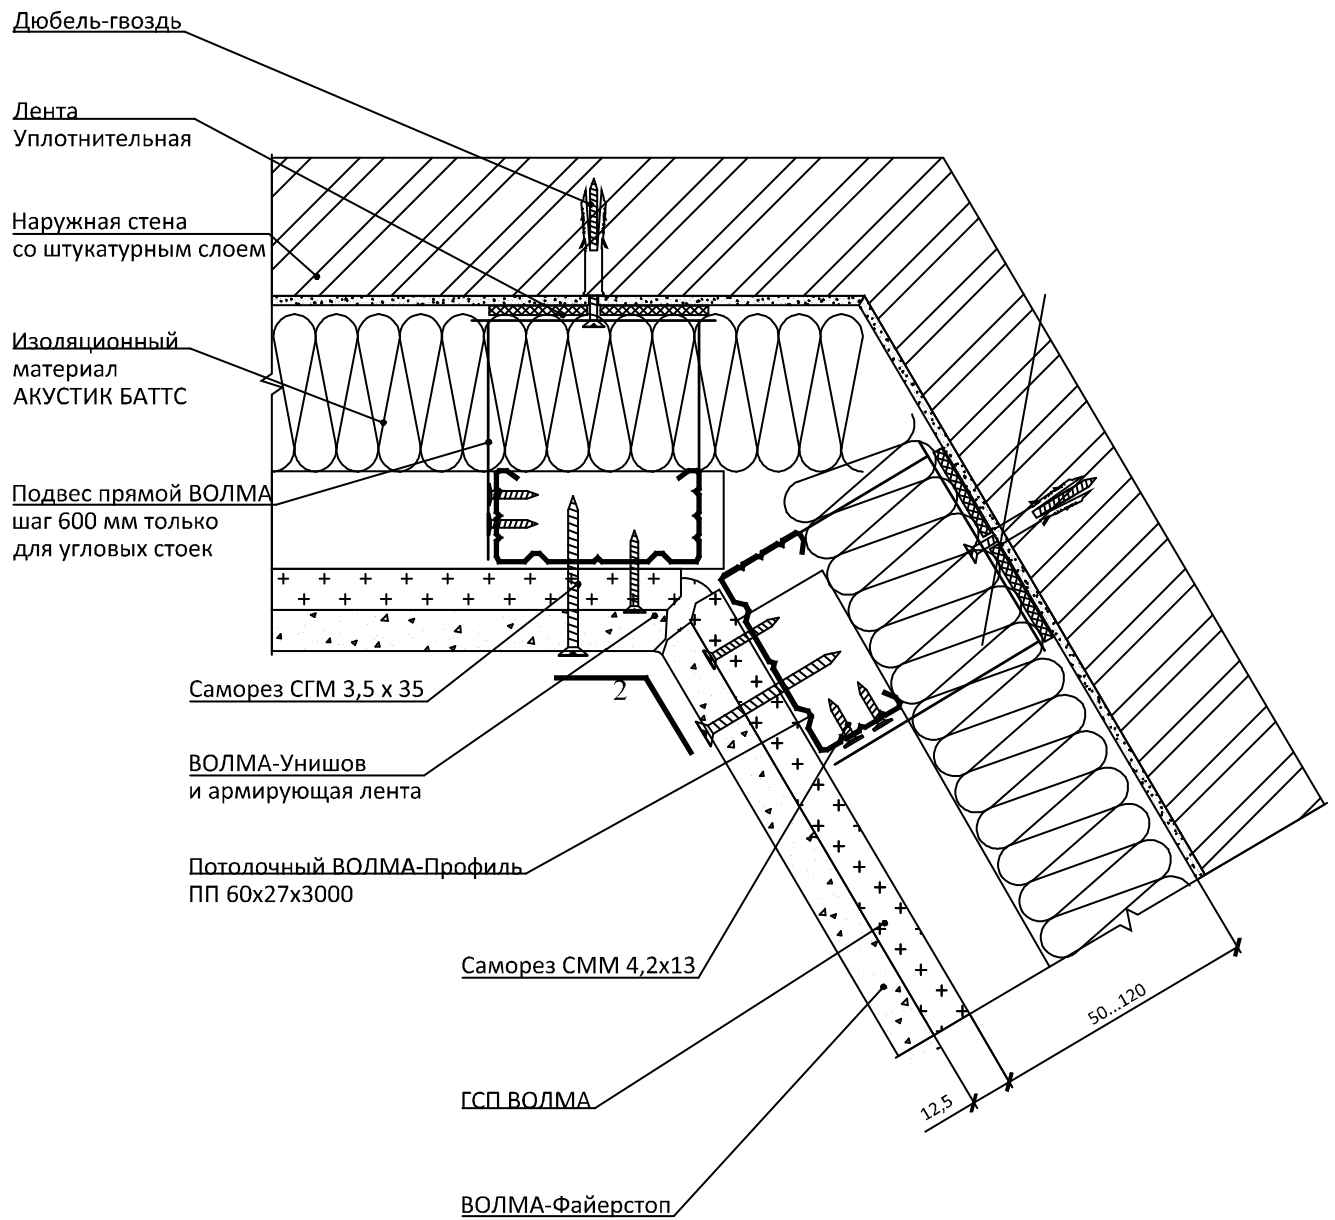 Дюбель-гвоздь
Лента
Уплотнительная
Наружная стена
со штукатурным слоем
Изоляционный
материал
АКУСТИК БАТТС
Подвес прямой ВОЛМА
шаг 600 мм только
для угловых стоек
Саморез СГМ 3,5 х 35
2
ВОЛМА-Унишов
и армирующая лента
Потолочный ВОЛМА-Профиль
ПП 60х27х3000
Саморез СММ 4,2х13
50...120
ГСП ВОЛМА
12,5
ВОЛМА-Файерстоп